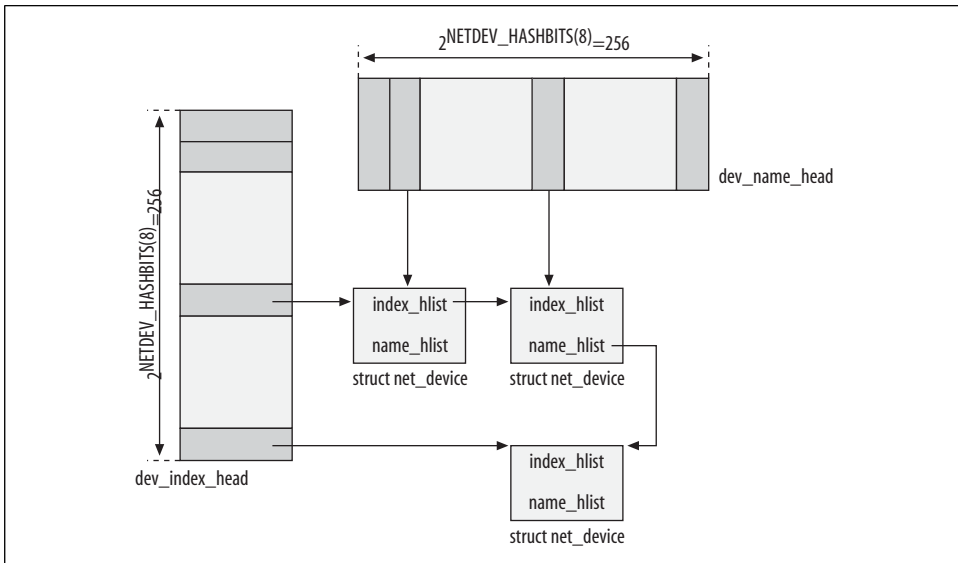 2NETDEV_HASHBITS(8)=256
dev_name_head
2NETDEV_HASHBITS(8)=256
index_hlist
name_hlist
struct net_device
index_hlist
name_hlist
struct net_device
dev_index_head
index_hlist
name_hlist
struct net_device